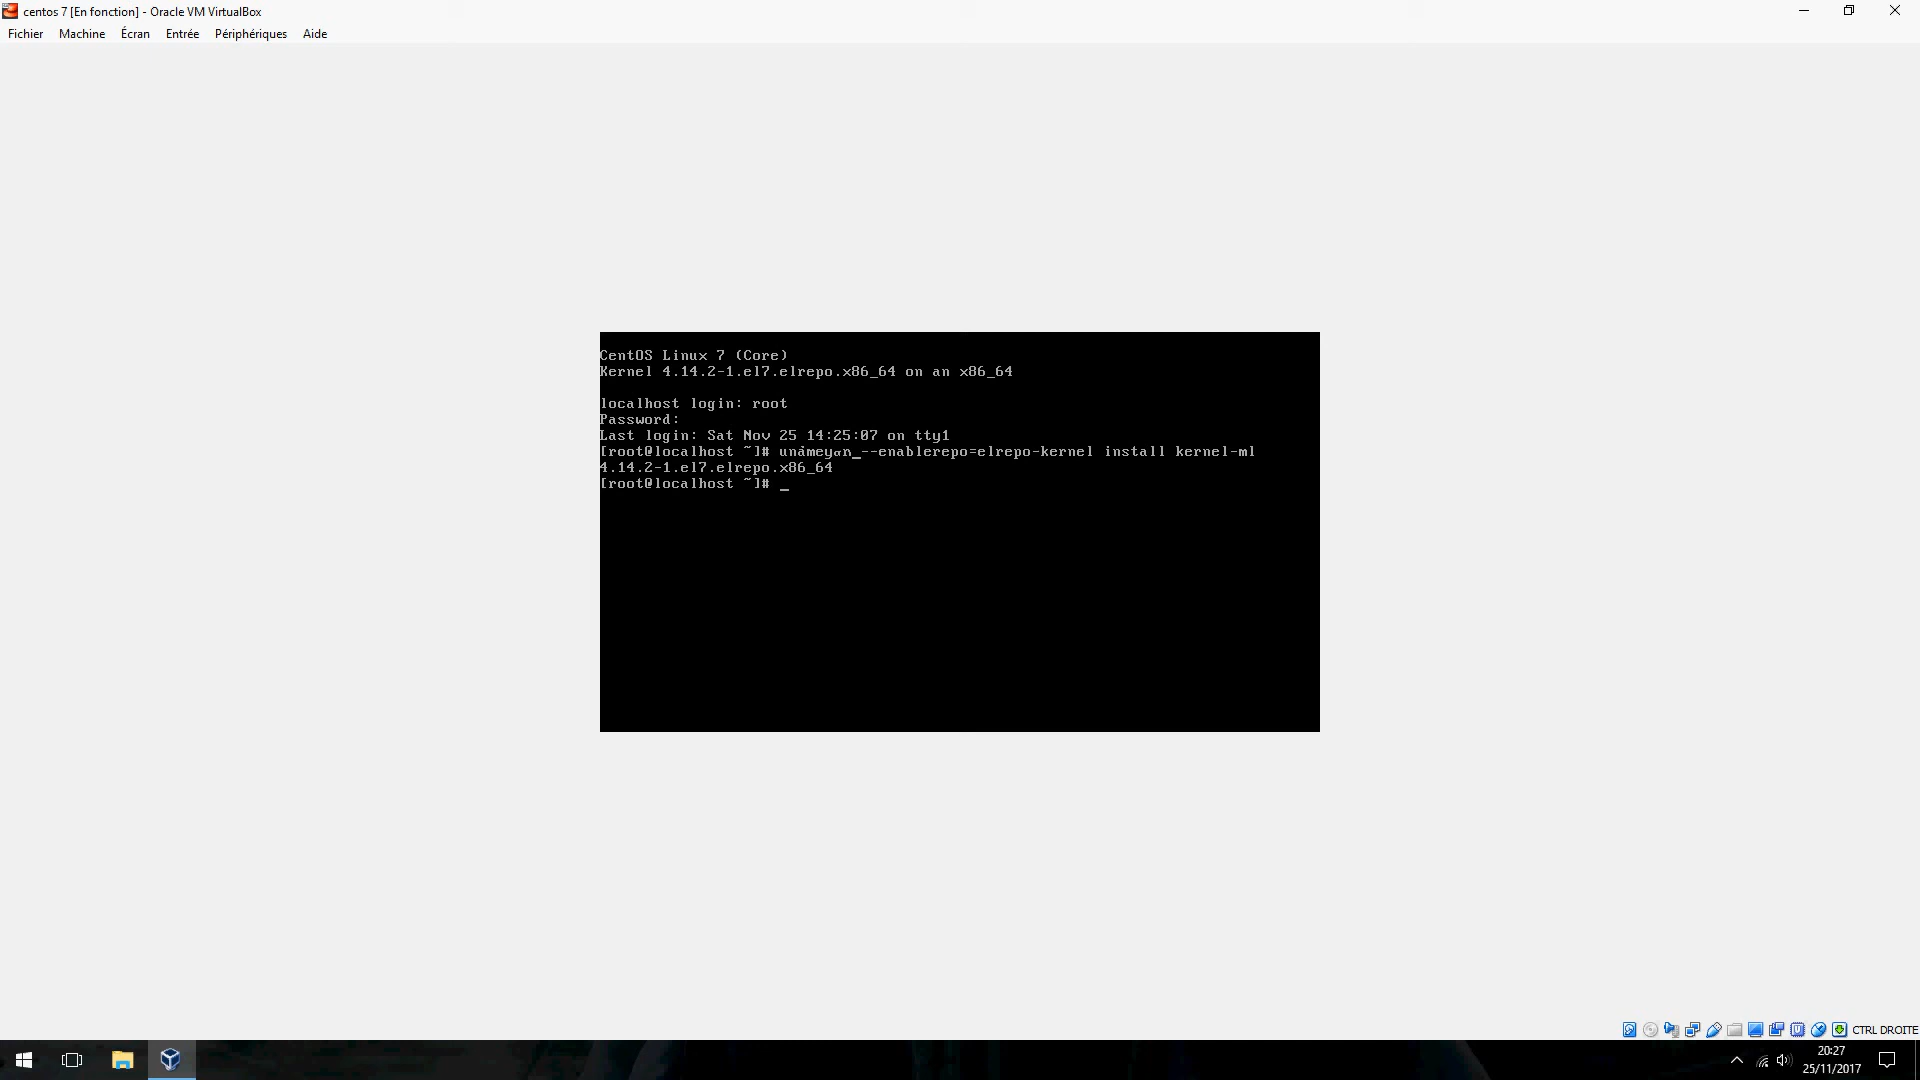 centos 7 [En fonction] - Oracle VM VirtualBox
Fichier Machine Écran Entrée Périphériques Aide
CentOS Linux 7 (Core)
Kernel 4.14.2-1.el7.elrepo.x86_64 on an x86_64
localhost login: root
Password:
Last login: Sat Nov 25 14:25:07 on tty1
[root@localhost ~]# --enablerepo=elrepo-kernel install kernel-ml
4.14.2-1.el7.elrepo.x86_64
[root@localhost ~]# _
CTRL DROITE
20:27
25/11/2017